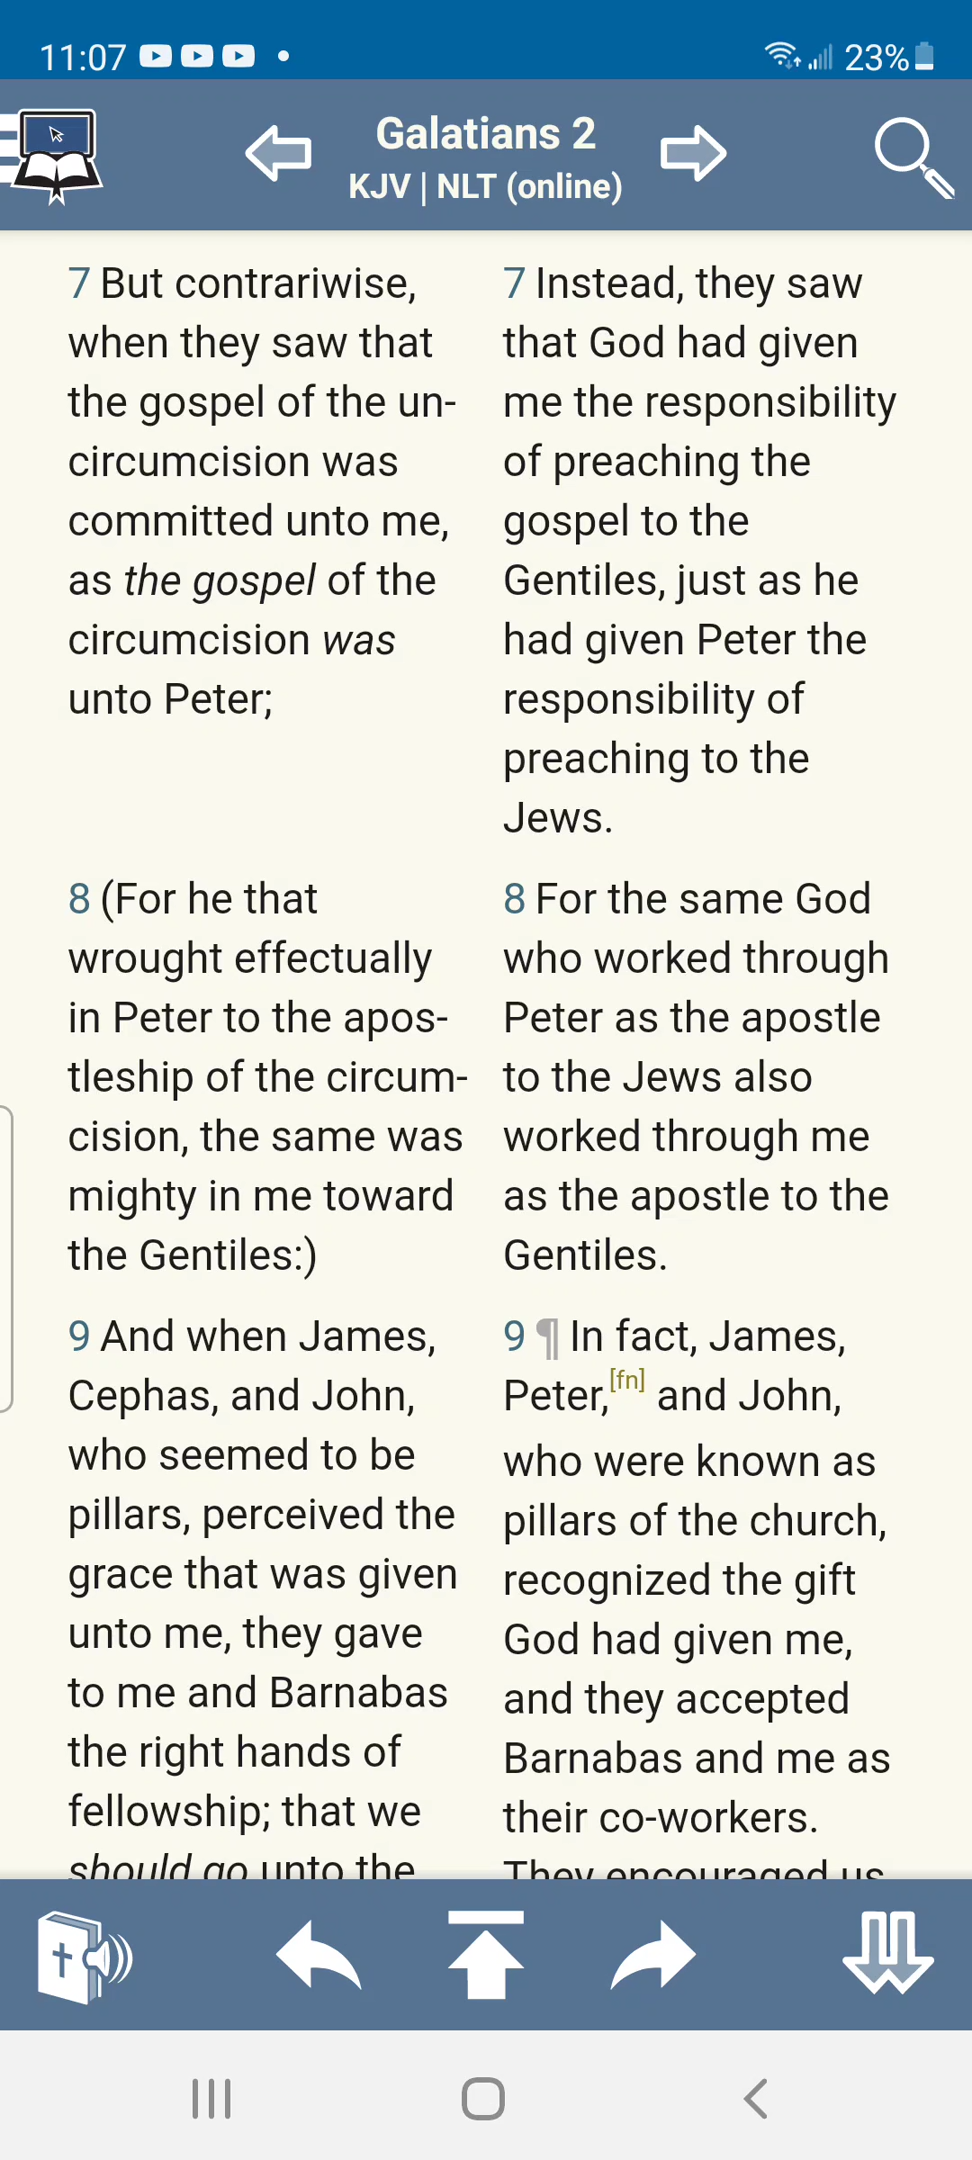 11:07
23%
Galatians 2
KJV | NLT (online)
7 But contrariwise,
when they saw that
the gospel of the un-
circumcision was
committed unto me,
as the gospel of the
circumcision was
unto Peter;
8 (For he that
wrought effectually
in Peter to the apos-
tleship of the circum-
cision, the same was
mighty in me toward
the Gentiles:)
9 And when James,
Cephas, and John,
who seemed to be
pillars, perceived the
grace that was given
unto me, they gave
to me and Barnabas
the right hands of
fellowship; that we
should go unto the
7 Instead, they saw
that God had given
me the responsibility
of preaching the
gospel to the
Gentiles, just as he
had given Peter the
responsibility of
preaching to the
Jews.
8 For the same God
who worked through
Peter as the apostle
to the Jews also
worked through me
as the apostle to the
Gentiles.
9 ¶ In fact, James,
Peter,[fn] and John,
who were known as
pillars of the church,
recognized the gift
God had given me,
and they accepted
Barnabas and me as
their co-workers.
They encouraged us